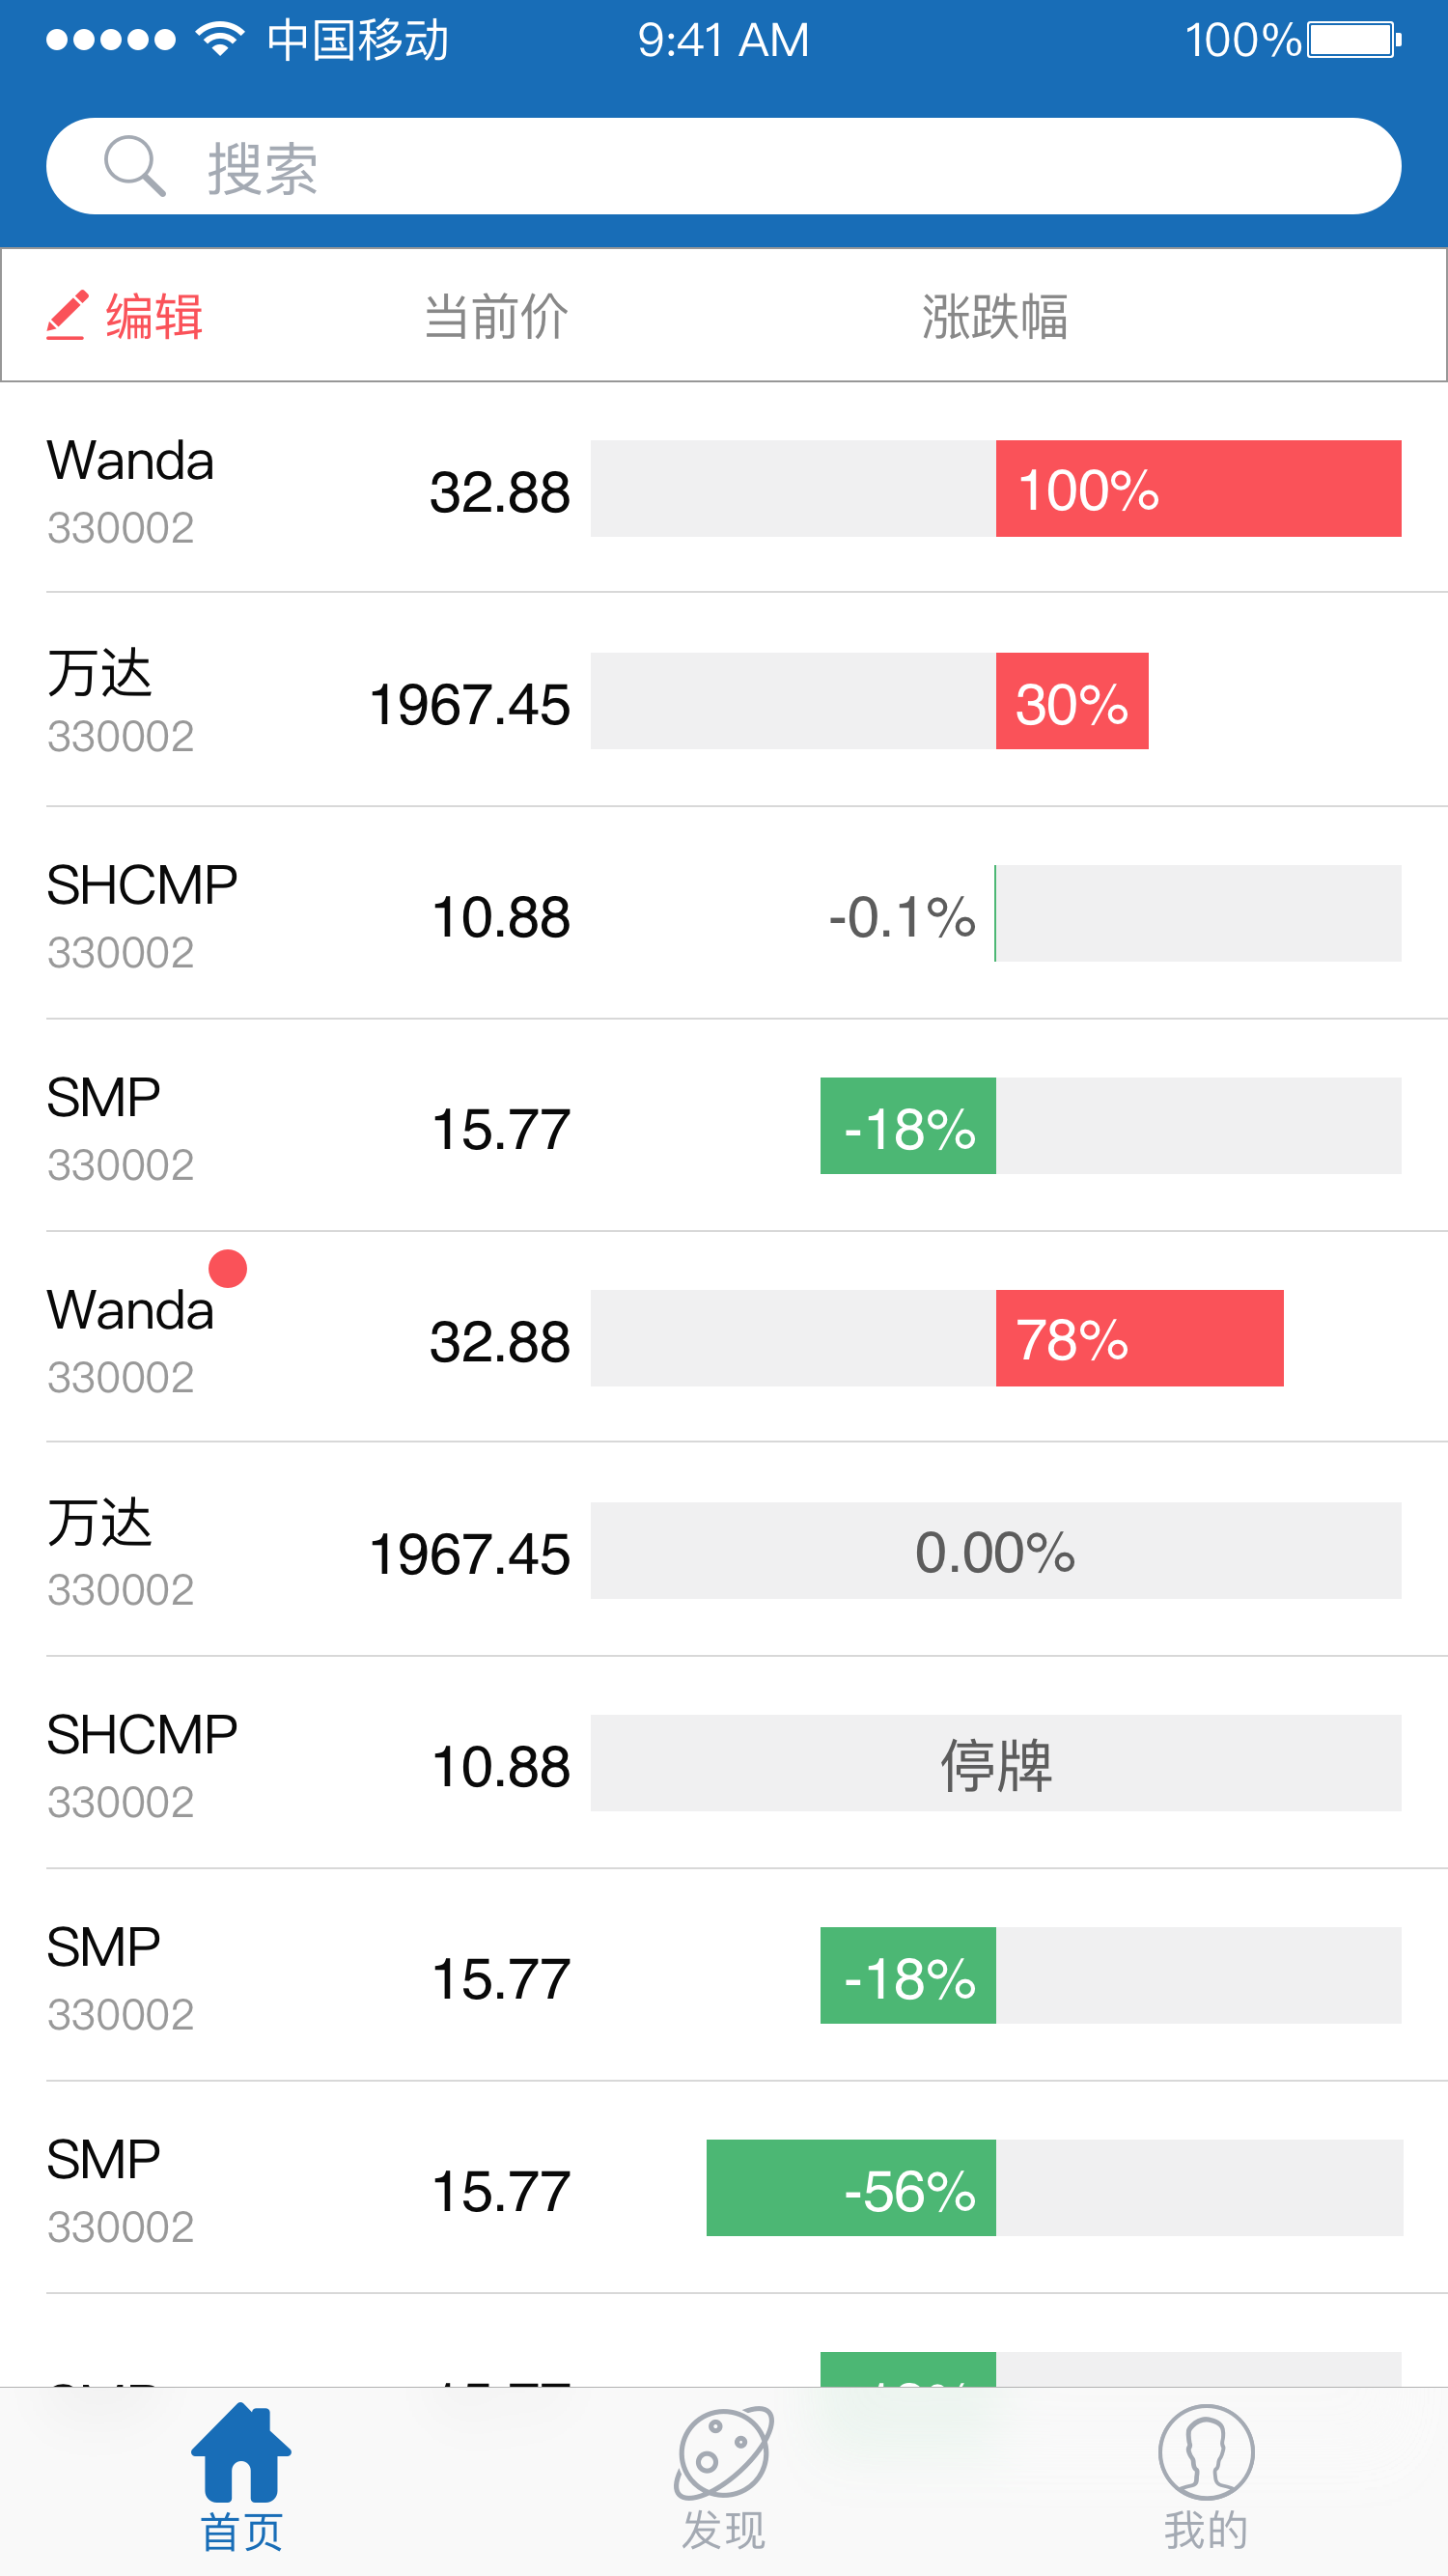 中国移动 9:41 AM 100%
搜索
编辑 当前价 涨跌幅
Wanda 32.88 100%
330002
万达 1967.45 30%
330002
SHCMP 10.88 -0.1%
330002
SMP 15.77 -18%
330002
Wanda 32.88 78%
330002
万达 1967.45 0.00%
330002
SHCMP 10.88 停牌
330002
SMP 15.77 -18%
330002
SMP 15.77 -56%
330002
首页 发现 我的